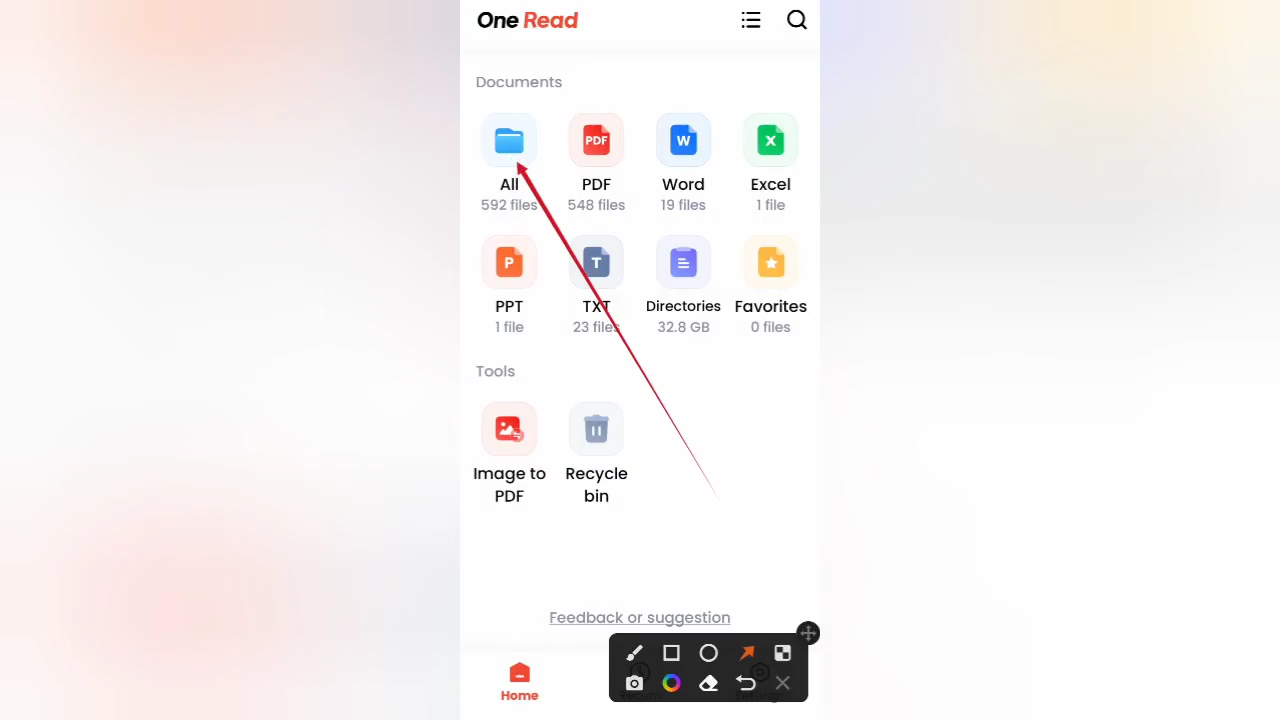 One Read
Documents
PDF
W
X
All
PDF
Word
Excel
592 files
548 files
19 files
1 file
P
T
PPT
TXT
Directories
Favorites
1 file
23 files
32.8 GB
0 files
Tools
Image to
PDF
Recycle
bin
Feedback or suggestion
Home